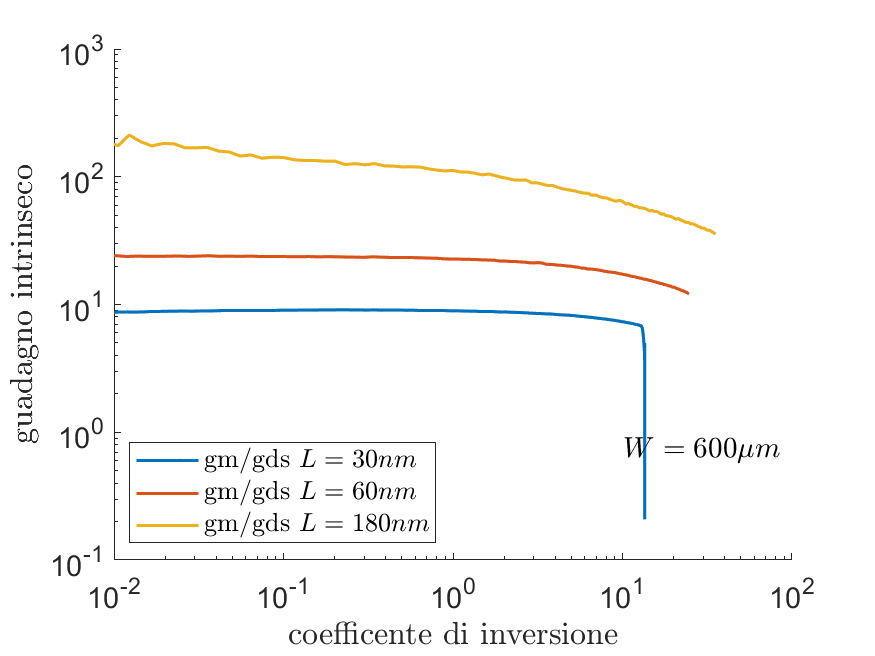 guadagno intrinseco
10^3
10^2
10^1
10^0
10^-1
W = 600μm
gm/gds L = 30nm
gm/gds L = 60nm
gm/gds L = 180nm
10^-2 10^-1 10^0 10^1 10^2
coefficente di inversione